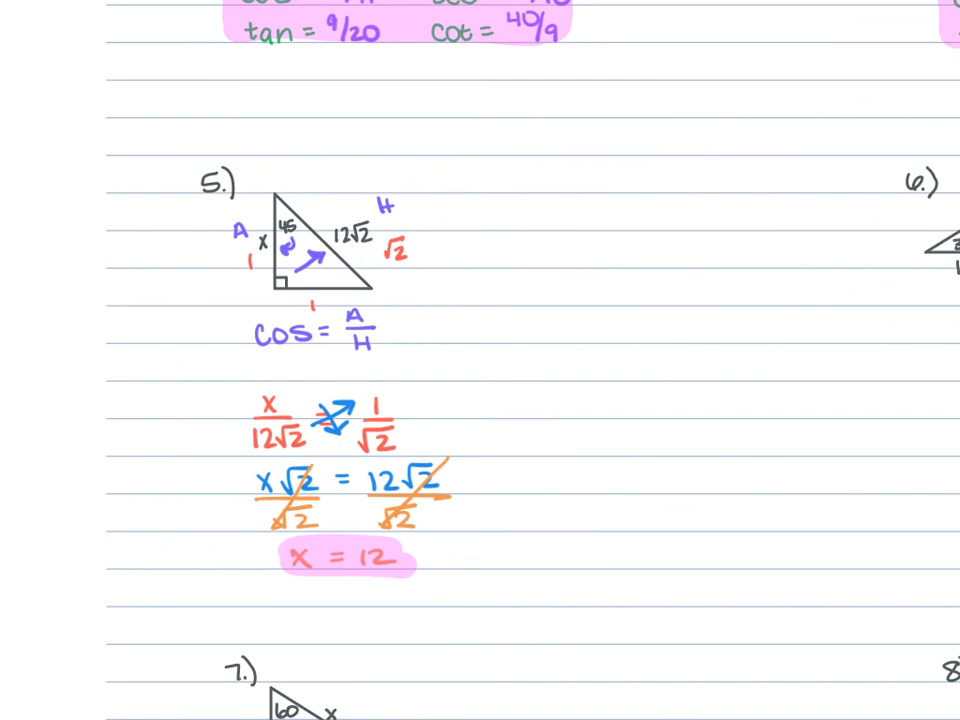 tan = 9/20 cot = 40/9
5.)
6.)
H
A
45
x
12√2
1
√2
1
cos = A/H
x/12√2 = 1/√2
x√2/√2 = 12√2/√2
x = 12
7.)
8
60
x